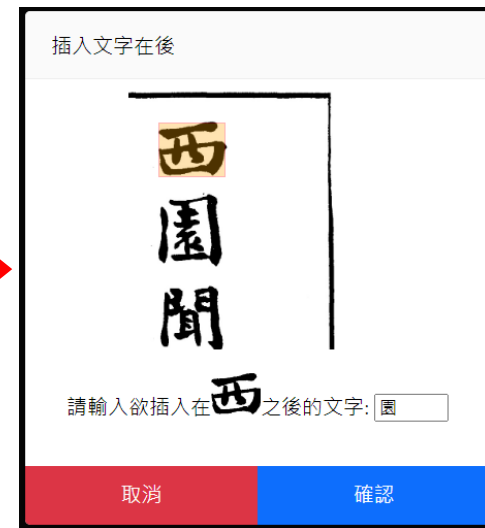 插入文字在後
西
園
聞
請輸入欲插入在西之後的文字: 園
取消
確認